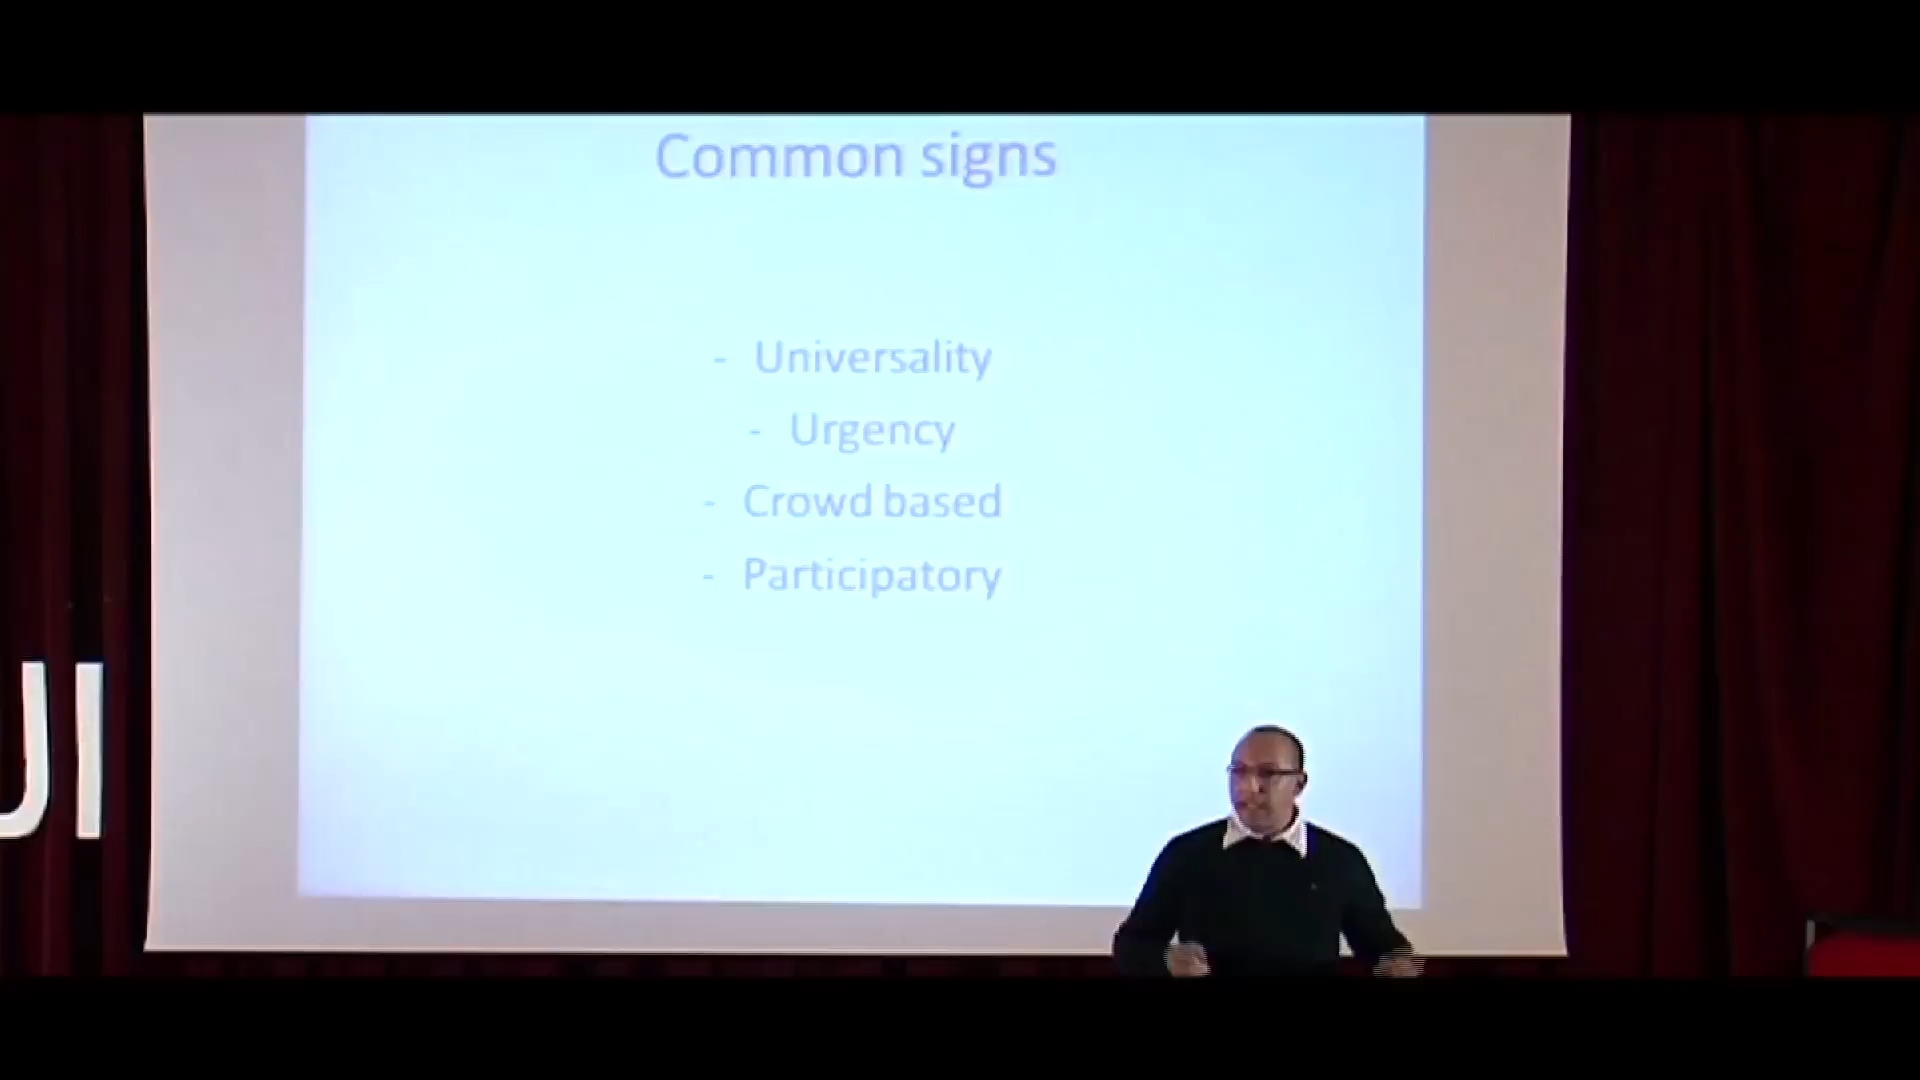 Common signs
- Universality
- Urgency
- Crowd based
- Participatory